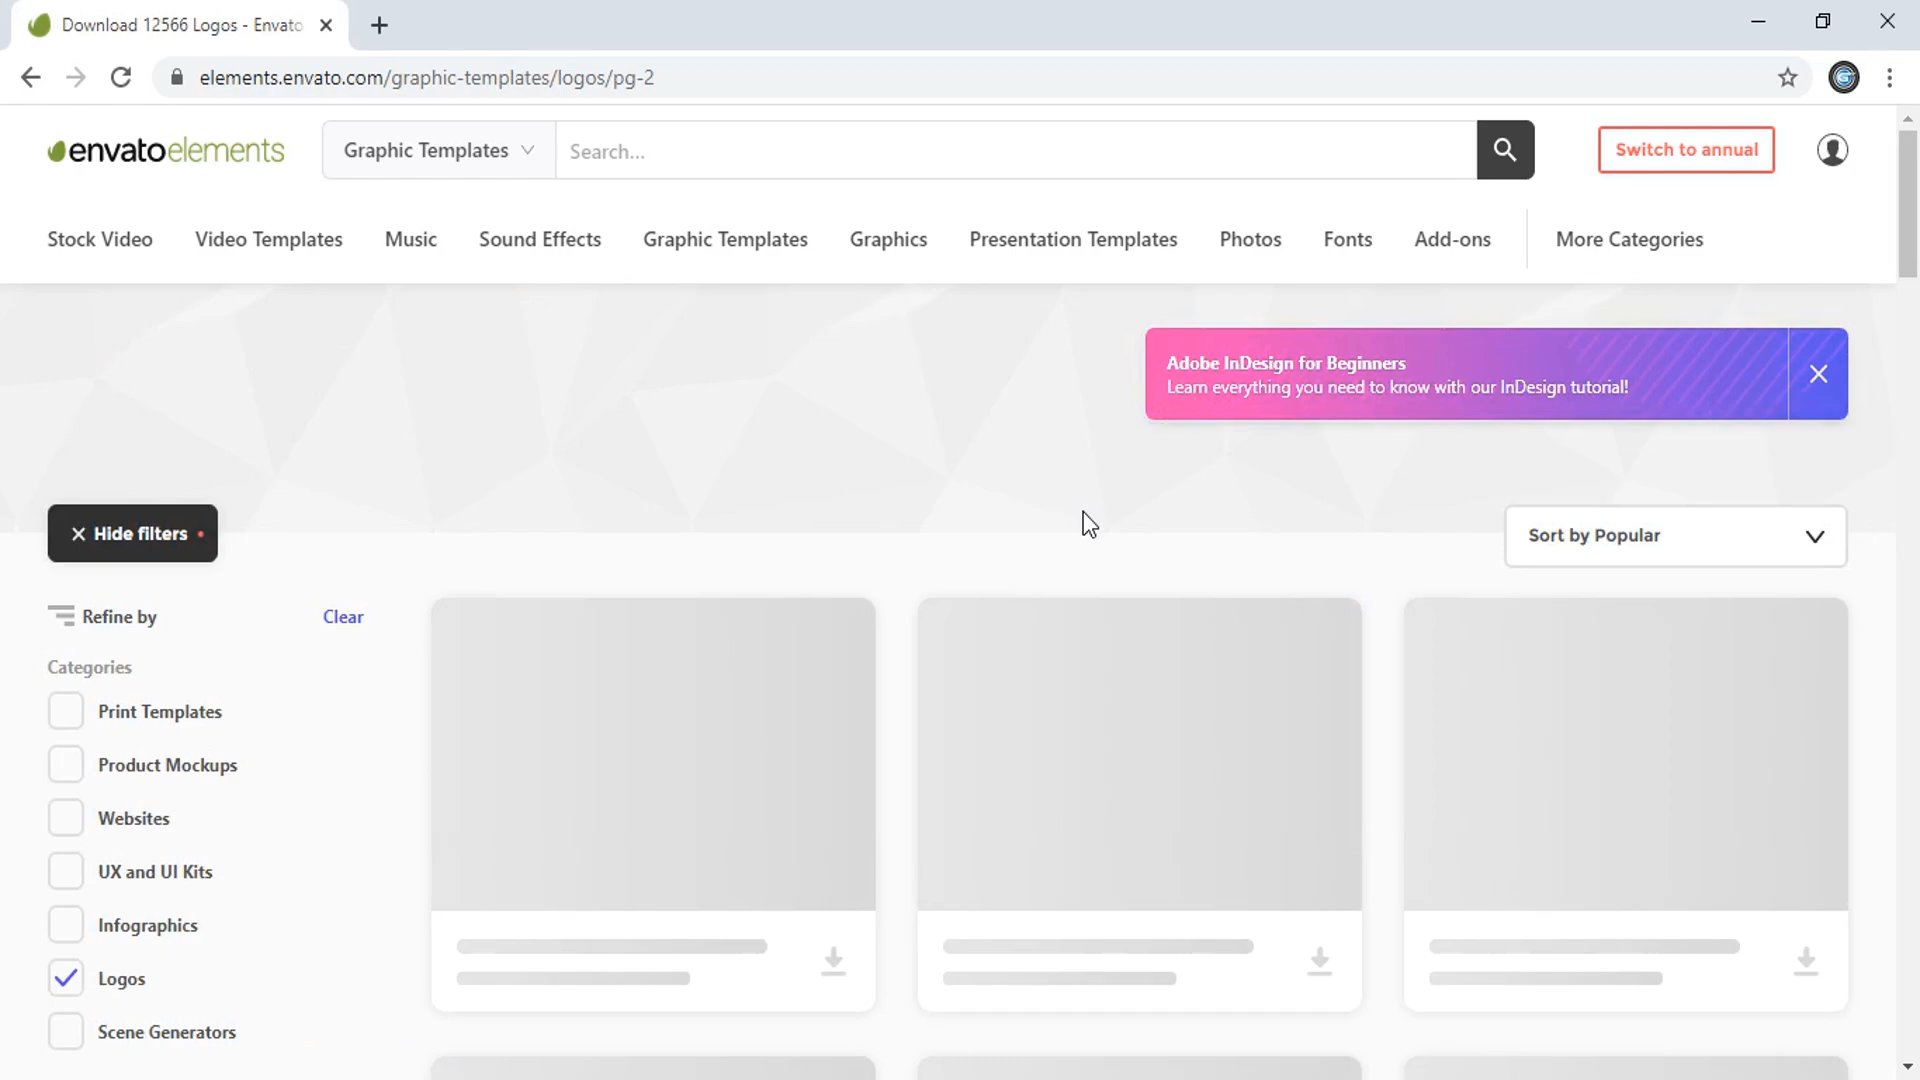 Download 12566 Logos - Envato
elements.envato.com/graphic-templates/logos/pg-2
envatoelements
Graphic Templates
Search...
Switch to annual
Stock Video
Video Templates
Music
Sound Effects
Graphic Templates
Graphics
Presentation Templates
Photos
Fonts
Add-ons
More Categories
Adobe InDesign for Beginners
Learn everything you need to know with our InDesign tutorial!
Hide filters
Sort by Popular
Refine by
Clear
Categories
Print Templates
Product Mockups
Websites
UX and UI Kits
Infographics
Logos
Scene Generators